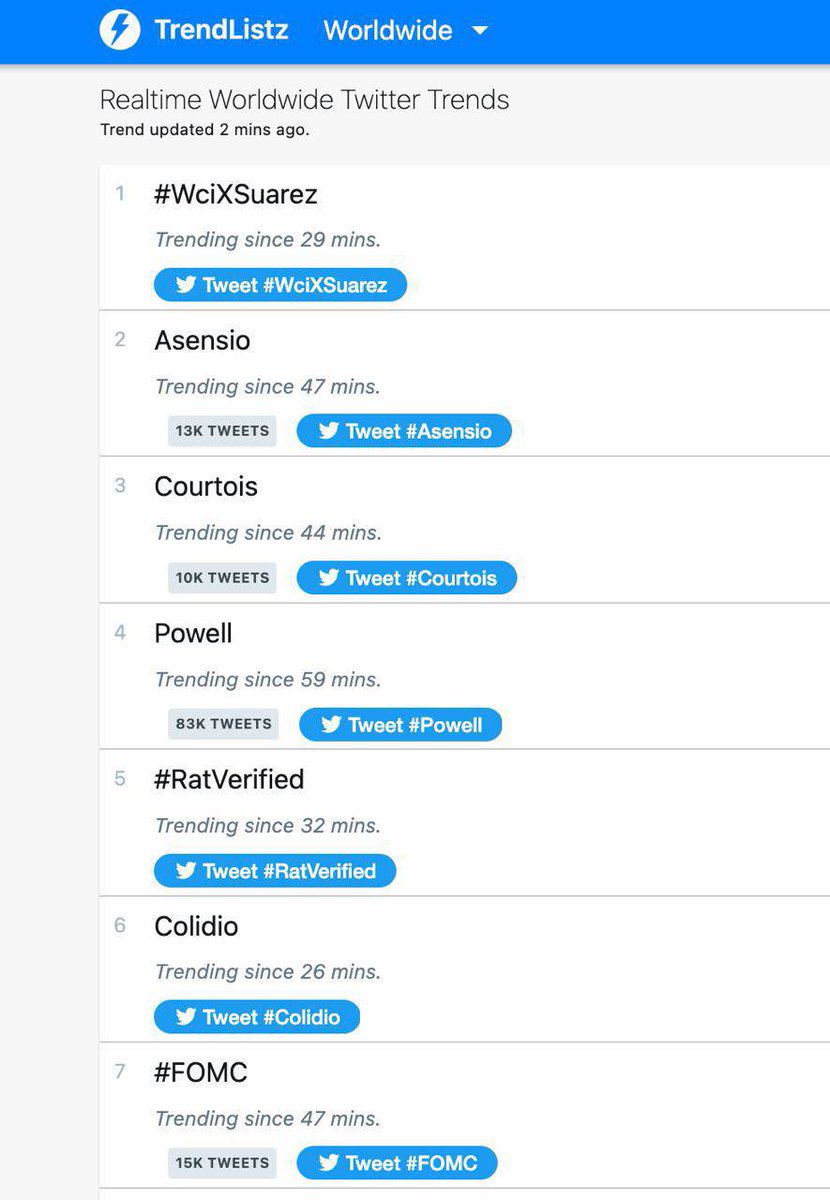 TrendListz Worldwide
Realtime Worldwide Twitter Trends
Trend updated 2 mins ago.
1 #WciXSuarez
Trending since 29 mins.
Tweet #WciXSuarez
2 Asensio
Trending since 47 mins.
13K TWEETS Tweet #Asensio
3 Courtois
Trending since 44 mins.
10K TWEETS Tweet #Courtois
4 Powell
Trending since 59 mins.
83K TWEETS Tweet #Powell
5 #RatVerified
Trending since 32 mins.
Tweet #RatVerified
6 Colidio
Trending since 26 mins.
Tweet #Colidio
7 #FOMC
Trending since 47 mins.
15K TWEETS Tweet #FOMC